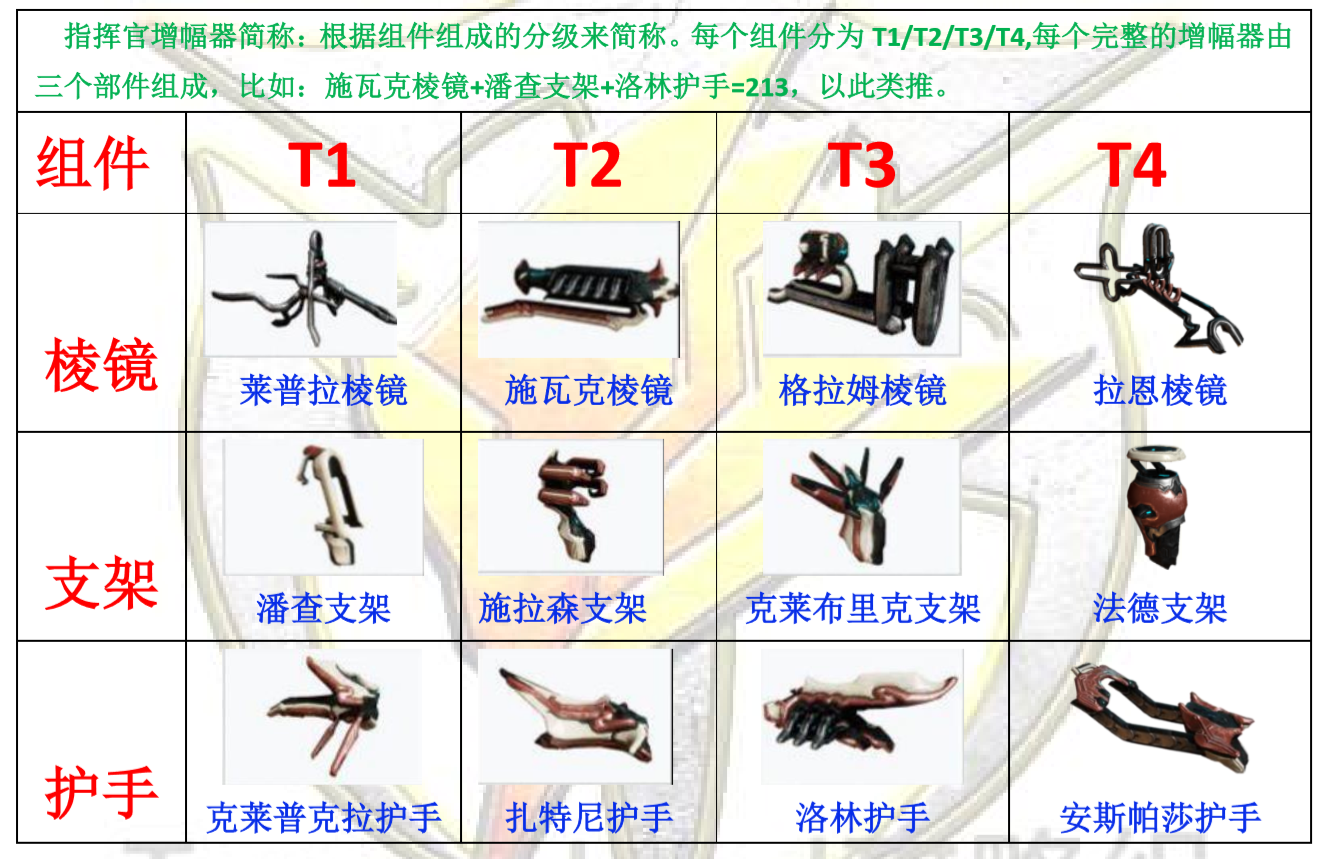 指挥官增幅器简称：根据组件组成的分级来简称。每个组件分为 T1/T2/T3/T4,每个完整的增幅器由
三个部件组成，比如：施瓦克棱镜+潘查支架+洛林护手=213，以此类推。
组件 T1 T2 T3 T4
棱镜 莱普拉棱镜 施瓦克棱镜 格拉姆棱镜 拉恩棱镜
支架 潘查支架 施拉森支架 克莱布里克支架 法德支架
护手 克莱普克拉护手 扎特尼护手 洛林护手 安斯帕莎护手